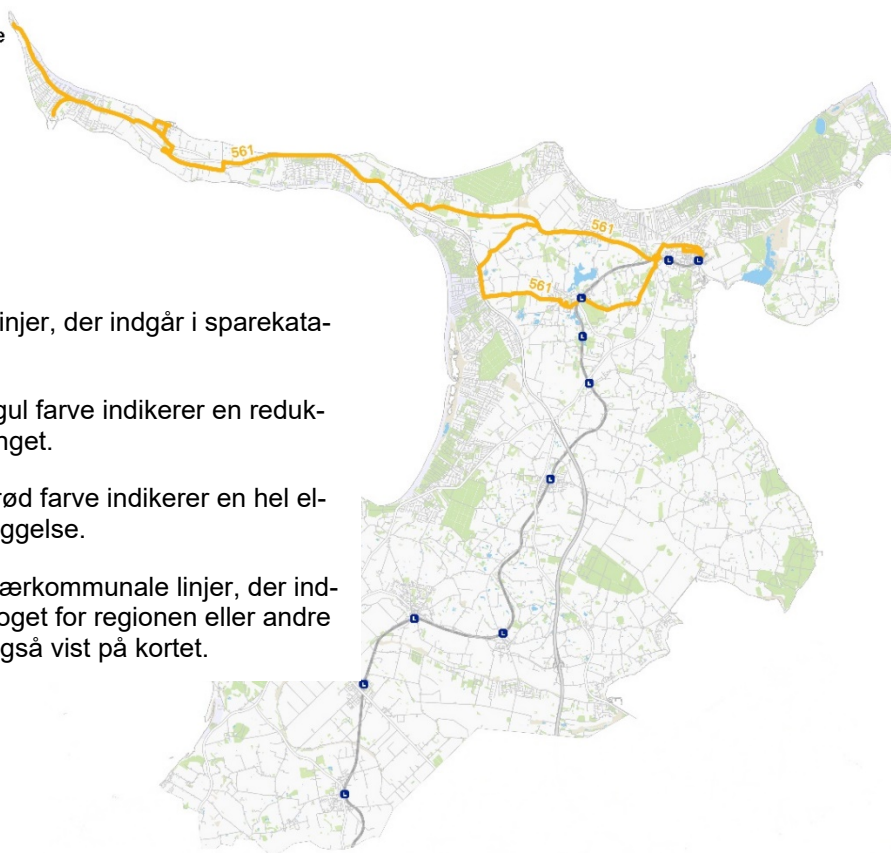 e
561
561
561
injer, der indgår i sparekata-
gul farve indikerer en reduk-
nget.
rød farve indikerer en hel el-
ggelse.
ærkommunale linjer, der ind-
oget for regionen eller andre
gså vist på kortet.
L
L
L
L
L
L
L
L
L
L